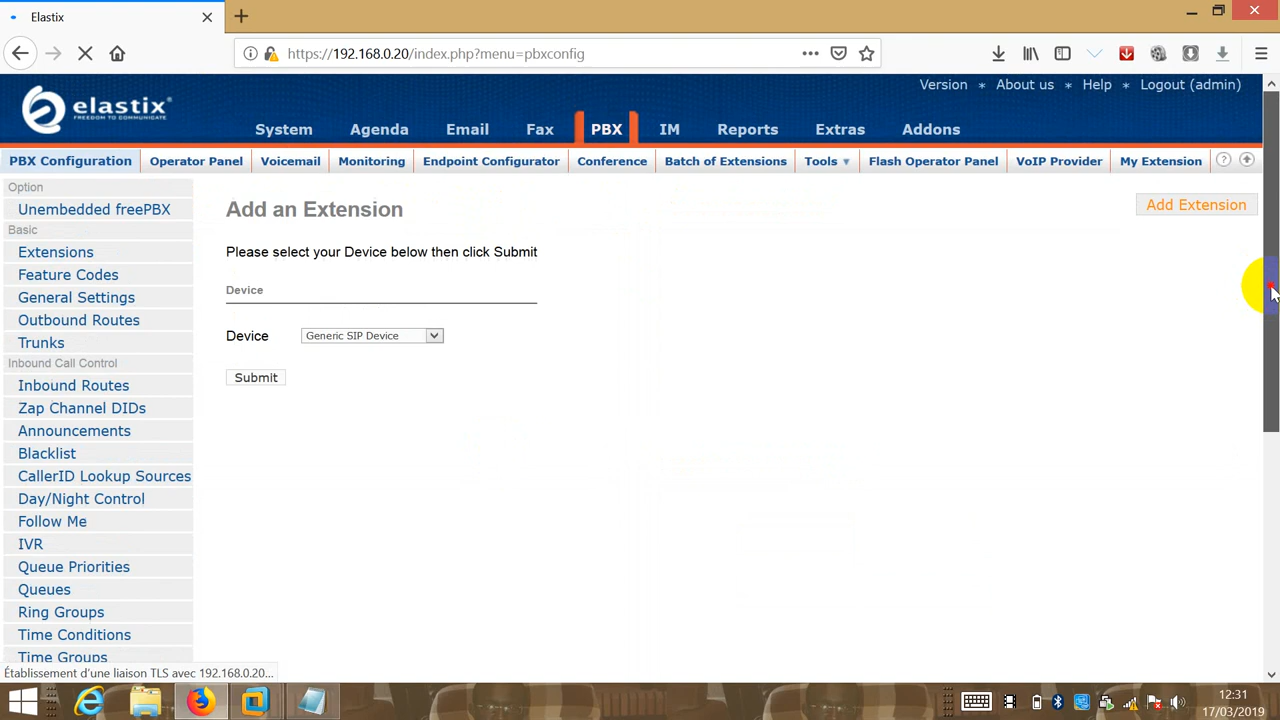 Elastix
https://192.168.0.20/index.php?menu=pbxconfig
Version * About us * Help * Logout (admin)
elastix
FREEDOM TO COMMUNICATE
System Agenda Email Fax PBX IM Reports Extras Addons
PBX Configuration Operator Panel Voicemail Monitoring Endpoint Configurator Conference Batch of Extensions Tools Flash Operator Panel VoIP Provider My Extension
Option
Unembedded freePBX
Basic
Extensions
Feature Codes
General Settings
Outbound Routes
Trunks
Inbound Call Control
Inbound Routes
Zap Channel DIDs
Announcements
Blacklist
CallerID Lookup Sources
Day/Night Control
Follow Me
IVR
Queue Priorities
Queues
Ring Groups
Time Conditions
Time Groups
Add an Extension
Add Extension
Please select your Device below then click Submit
Device
Device Generic SIP Device
Submit
Établissement d'une liaison TLS avec 192.168.0.20...
12:31
17/03/2019